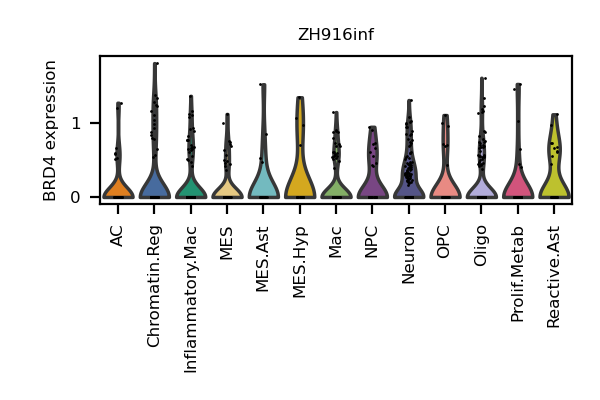 ZH916inf
BRD4 expression
1
0
AC
Chromatin.Reg
Inflammatory.Mac
MES
MES.Ast
MES.Hyp
Mac
NPC
Neuron
OPC
Oligo
Prolif.Metab
Reactive.Ast